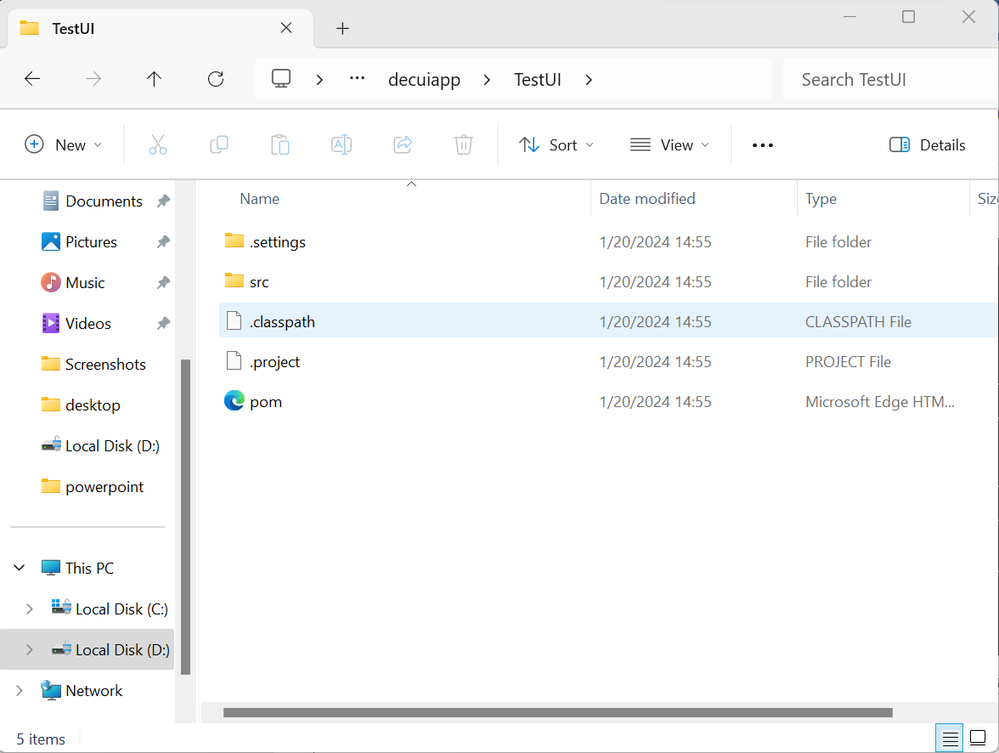 TestUI
decuiapp TestUI
Search TestUI
New
Sort
View
Details
Documents
Pictures
Music
Videos
Screenshots
desktop
Local Disk (D:)
powerpoint
This PC
Local Disk (C:)
Local Disk (D:)
Network
Name Date modified Type Siz
.settings 1/20/2024 14:55 File folder
src 1/20/2024 14:55 File folder
.classpath 1/20/2024 14:55 CLASSPATH File
.project 1/20/2024 14:55 PROJECT File
pom 1/20/2024 14:55 Microsoft Edge HTM...
5 items